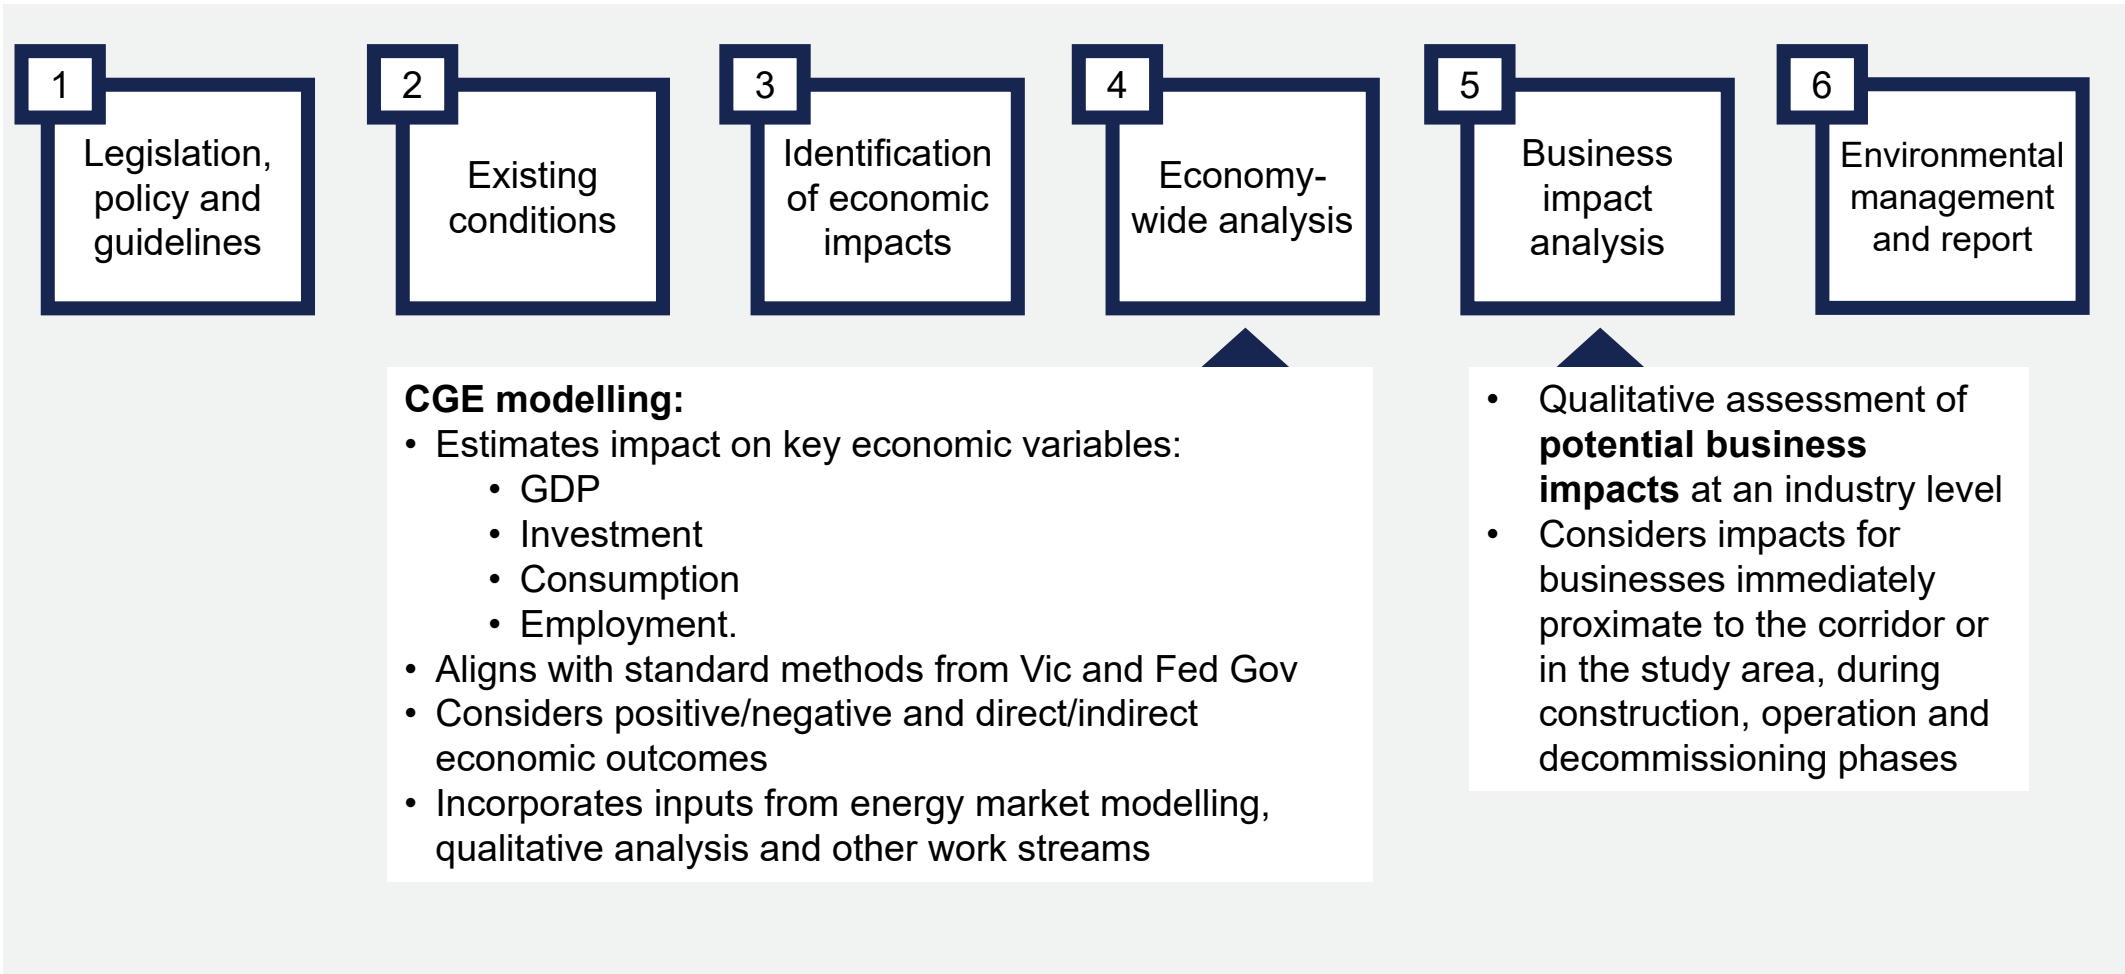 1
Legislation,
policy and
guidelines
2
Existing
conditions
3
Identification
of economic
impacts
4
Economy-
wide analysis
5
Business
impact
analysis
6
Environmental
management
and report
CGE modelling:
• Estimates impact on key economic variables:
• GDP
• Investment
• Consumption
• Employment.
• Aligns with standard methods from Vic and Fed Gov
• Considers positive/negative and direct/indirect
economic outcomes
• Incorporates inputs from energy market modelling,
qualitative analysis and other work streams
• Qualitative assessment of
potential business
impacts at an industry level
• Considers impacts for
businesses immediately
proximate to the corridor or
in the study area, during
construction, operation and
decommissioning phases